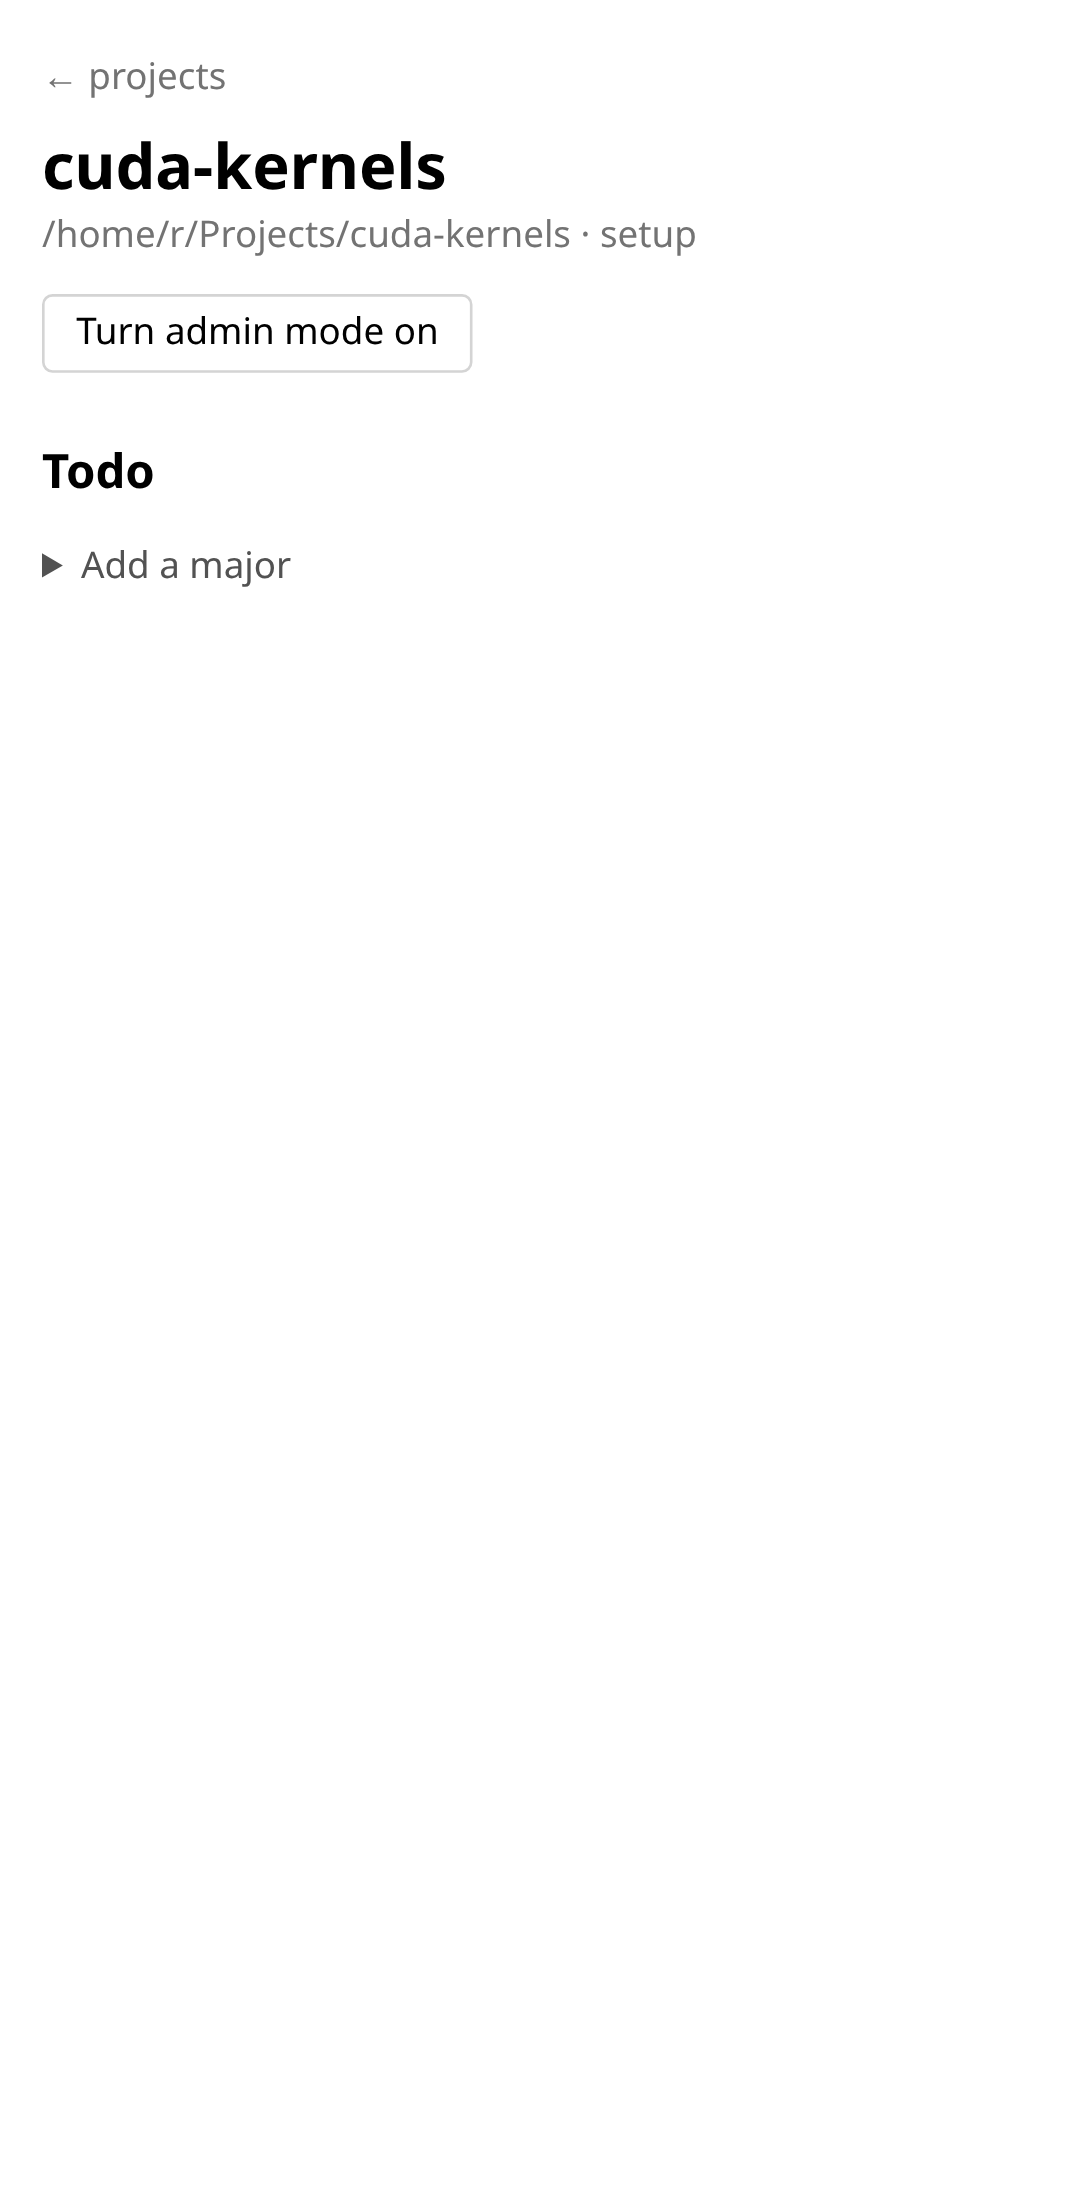 ← projects
cuda-kernels
/home/r/Projects/cuda-kernels · setup
Turn admin mode on
Todo
▶ Add a major